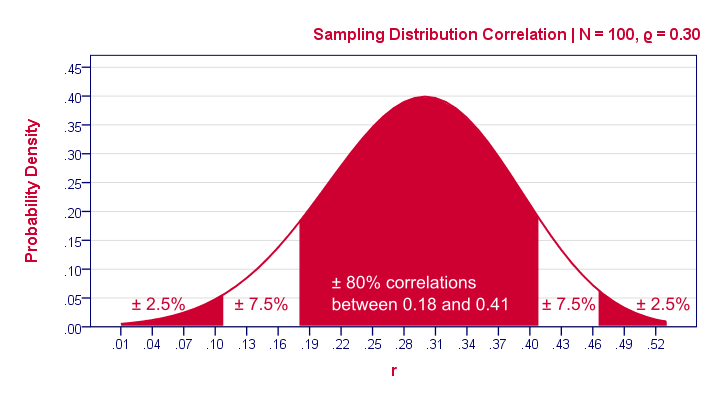 Sampling Distribution Correlation | N = 100, ϱ = 0.30
Probability Density
.45
.40
.35
.30
.25
.20
.15
.10
.05
.00
± 80% correlations
between 0.18 and 0.41
± 2.5%
± 7.5%
± 7.5%
± 2.5%
.01 .04 .07 .10 .13 .16 .19 .22 .25 .28 .31 .34 .37 .40 .43 .46 .49 .52
r